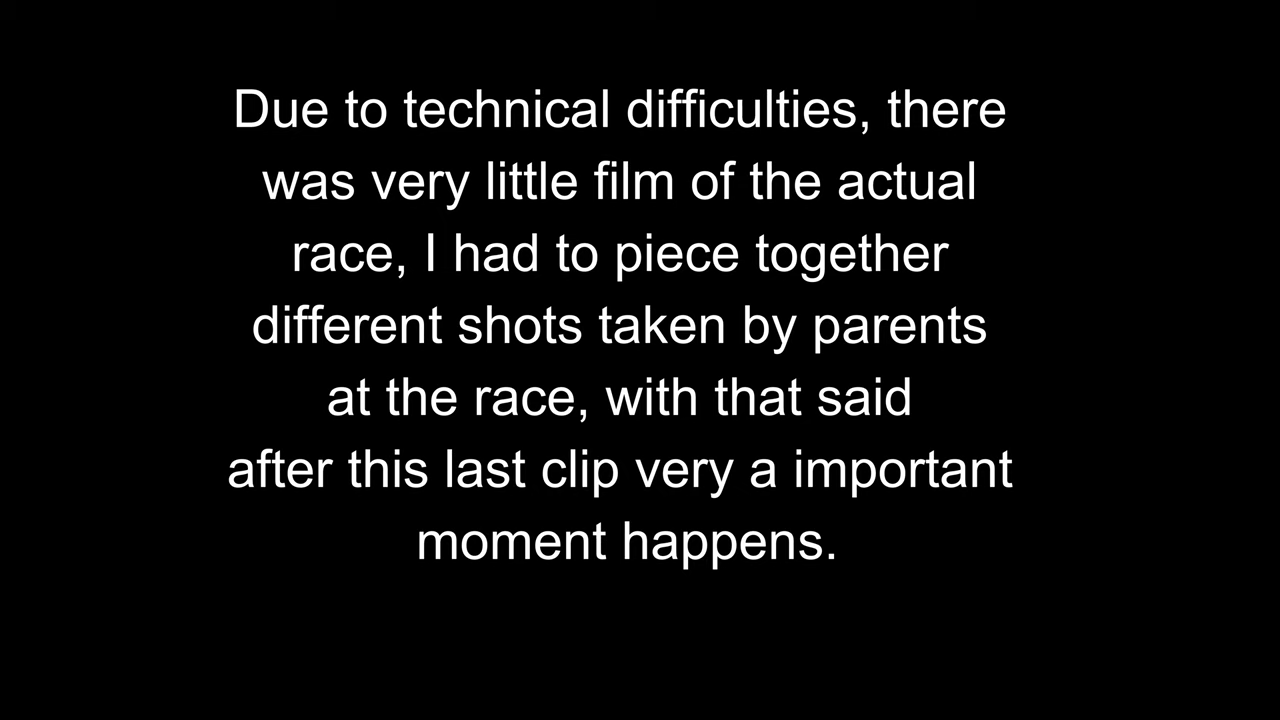 Due to technical difficulties, there
was very little film of the actual
race, I had to piece together
different shots taken by parents
at the race, with that said
after this last clip very a important
moment happens.